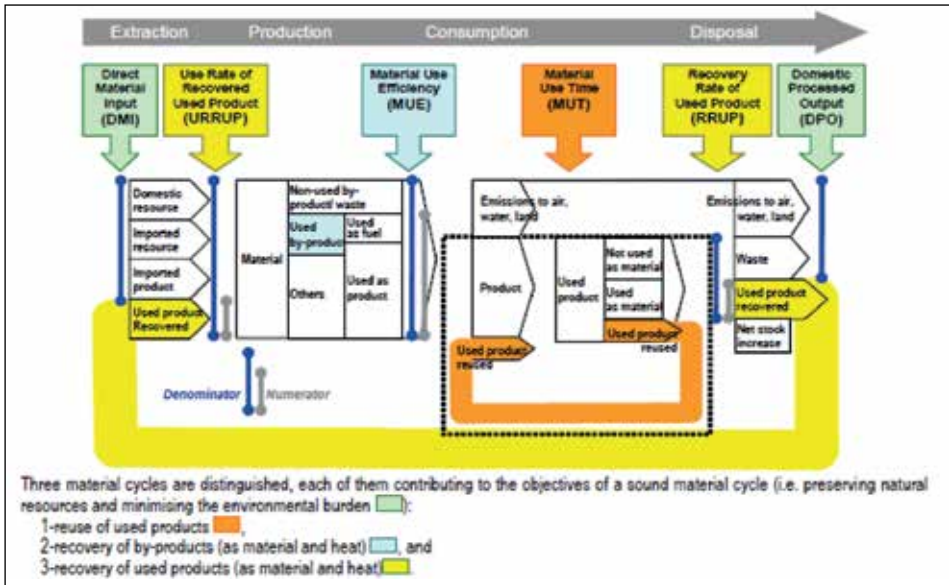 Extraction
Production
Consumption
Disposal
Direct
Material
Input
(DMI)
Use Rate of
Recovered
Used Product
(URRUP)
Material Use
Efficiency
(MUE)
Material
Use Time
(MUT)
Recovery
Rate of
Used Product
(RRUP)
Domestic
Processed
Output
(DPO)
Domestic
resourse
Imported
resource
Imported
product
Used product
Recovered
Material
Non-used by-
product/ waste
Used
by-product
Used
as fuel
Others
Used as
product
Emissions to air,
water, land
Product
Used product
reused
Used
product
Not used
as material
Used
as material
Used product
reused
Emissions to air,
water, land
Waste
Used product
recovered
Net stock
increase
Denominator
Numerator
Three material cycles are distinguished, each of them contributing to the objectives of a sound material cycle (i.e. preserving natural
resources and minimising the environmental burden ):
1-reuse of used products ,
2-recovery of by-products (as material and heat) , and
3-recovery of used products (as material and heat) .